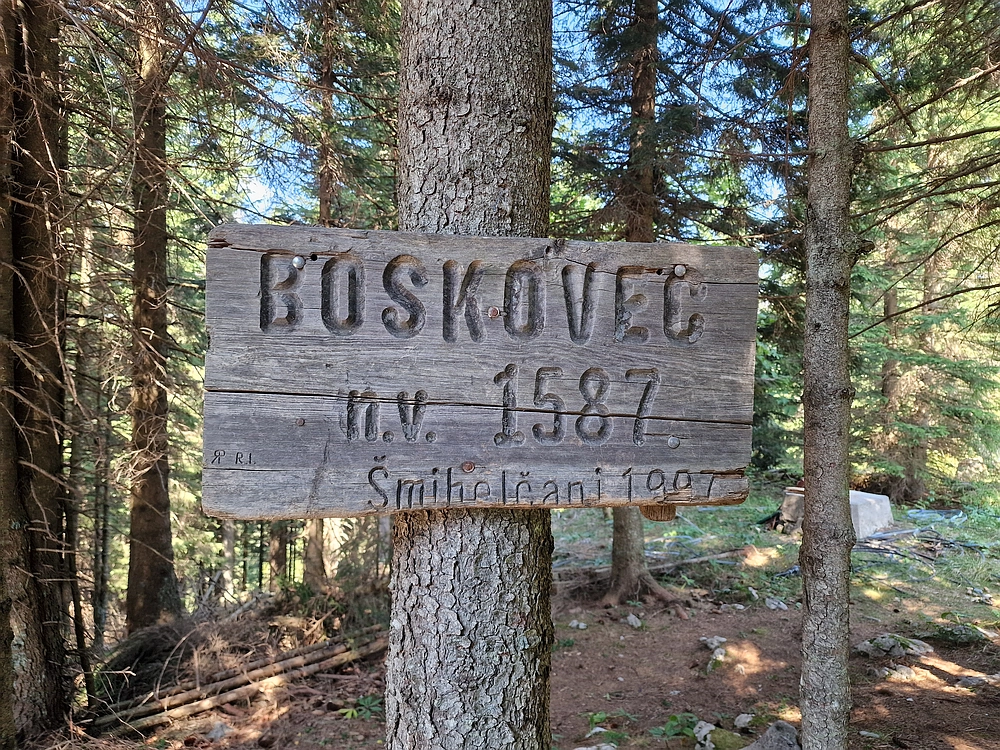 BOSKOVEC
n.v. 1587
R.I.
Šmihelčani 1997